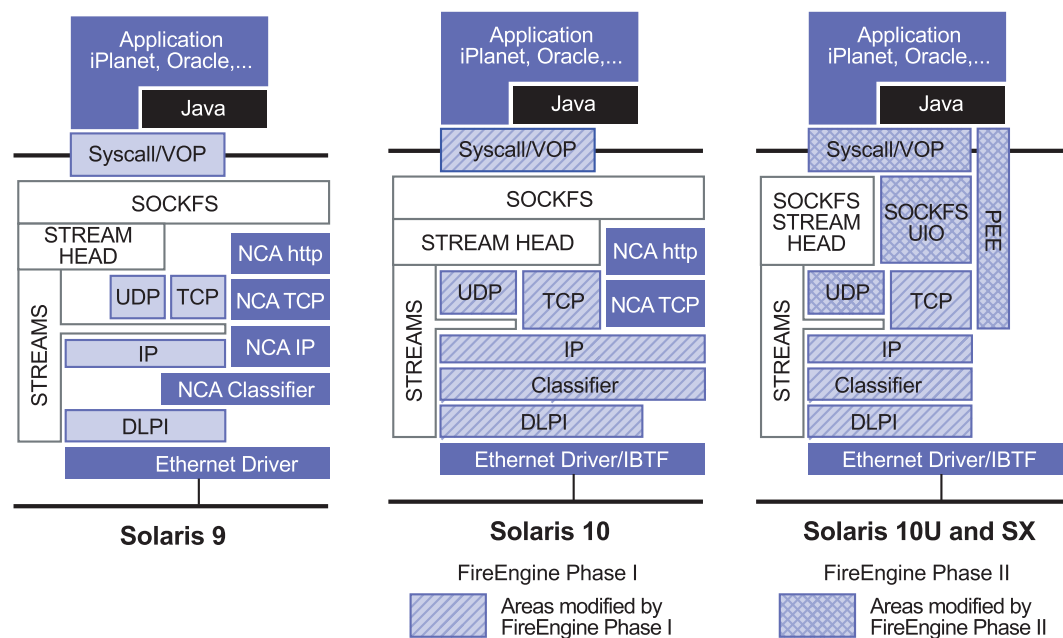 Application
iPlanet, Oracle,...
Java
Syscall/VOP
SOCKFS
STREAM
HEAD
NCA http
UDP
TCP
NCA TCP
STREAMS
IP
NCA IP
NCA Classifier
DLPI
Ethernet Driver
Solaris 9
Application
iPlanet, Oracle,...
Java
Syscall/VOP
SOCKFS
STREAM HEAD
NCA http
UDP
TCP
NCA TCP
STREAMS
IP
Classifier
DLPI
Ethernet Driver/IBTF
Solaris 10
FireEngine Phase I
Areas modified by
FireEngine Phase I
Application
iPlanet, Oracle,...
Java
Syscall/VOP
PEE
SOCKFS
STREAM
HEAD
SOCKFS
UIO
UDP
TCP
STREAMS
IP
Classifier
DLPI
Ethernet Driver/IBTF
Solaris 10U and SX
FireEngine Phase II
Areas modified by
FireEngine Phase II